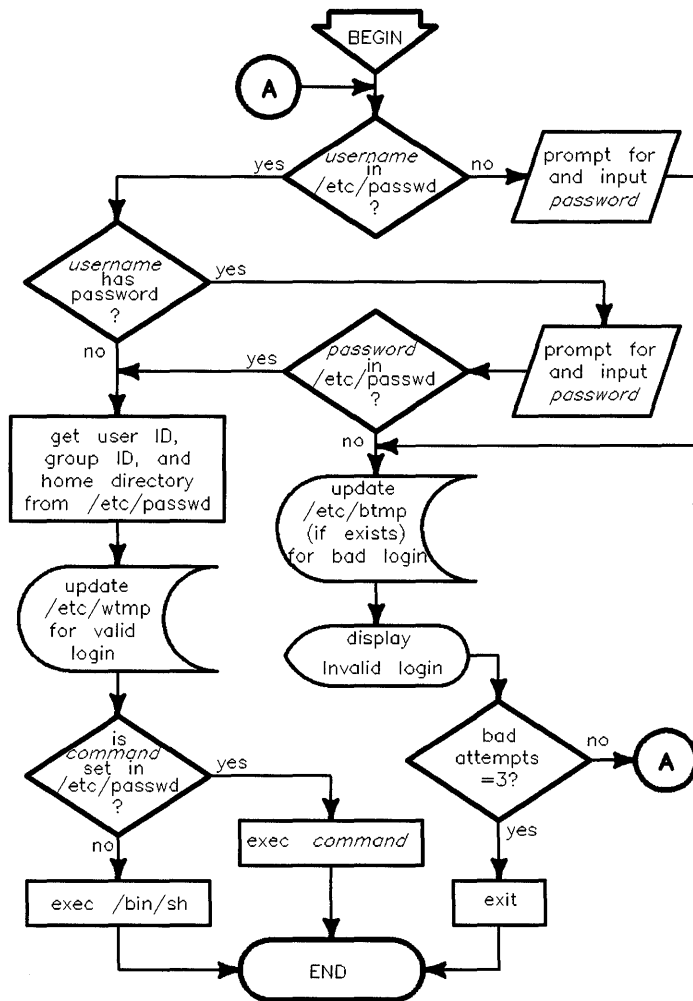 BEGIN
A
username
in
/etc/passwd
?
yes
no
prompt for
and input
password
username
has
password
?
yes
no
password
in
/etc/passwd
?
yes
no
prompt for
and input
password
get user ID,
group ID, and
home directory
from /etc/passwd
update
/etc/btmp
(if exists)
for bad login
update
/etc/wtmp
for valid
login
display
Invalid login
is
command
set in
/etc/passwd
?
yes
no
bad
attempts
=3?
no
A
yes
exec command
exec /bin/sh
exit
END